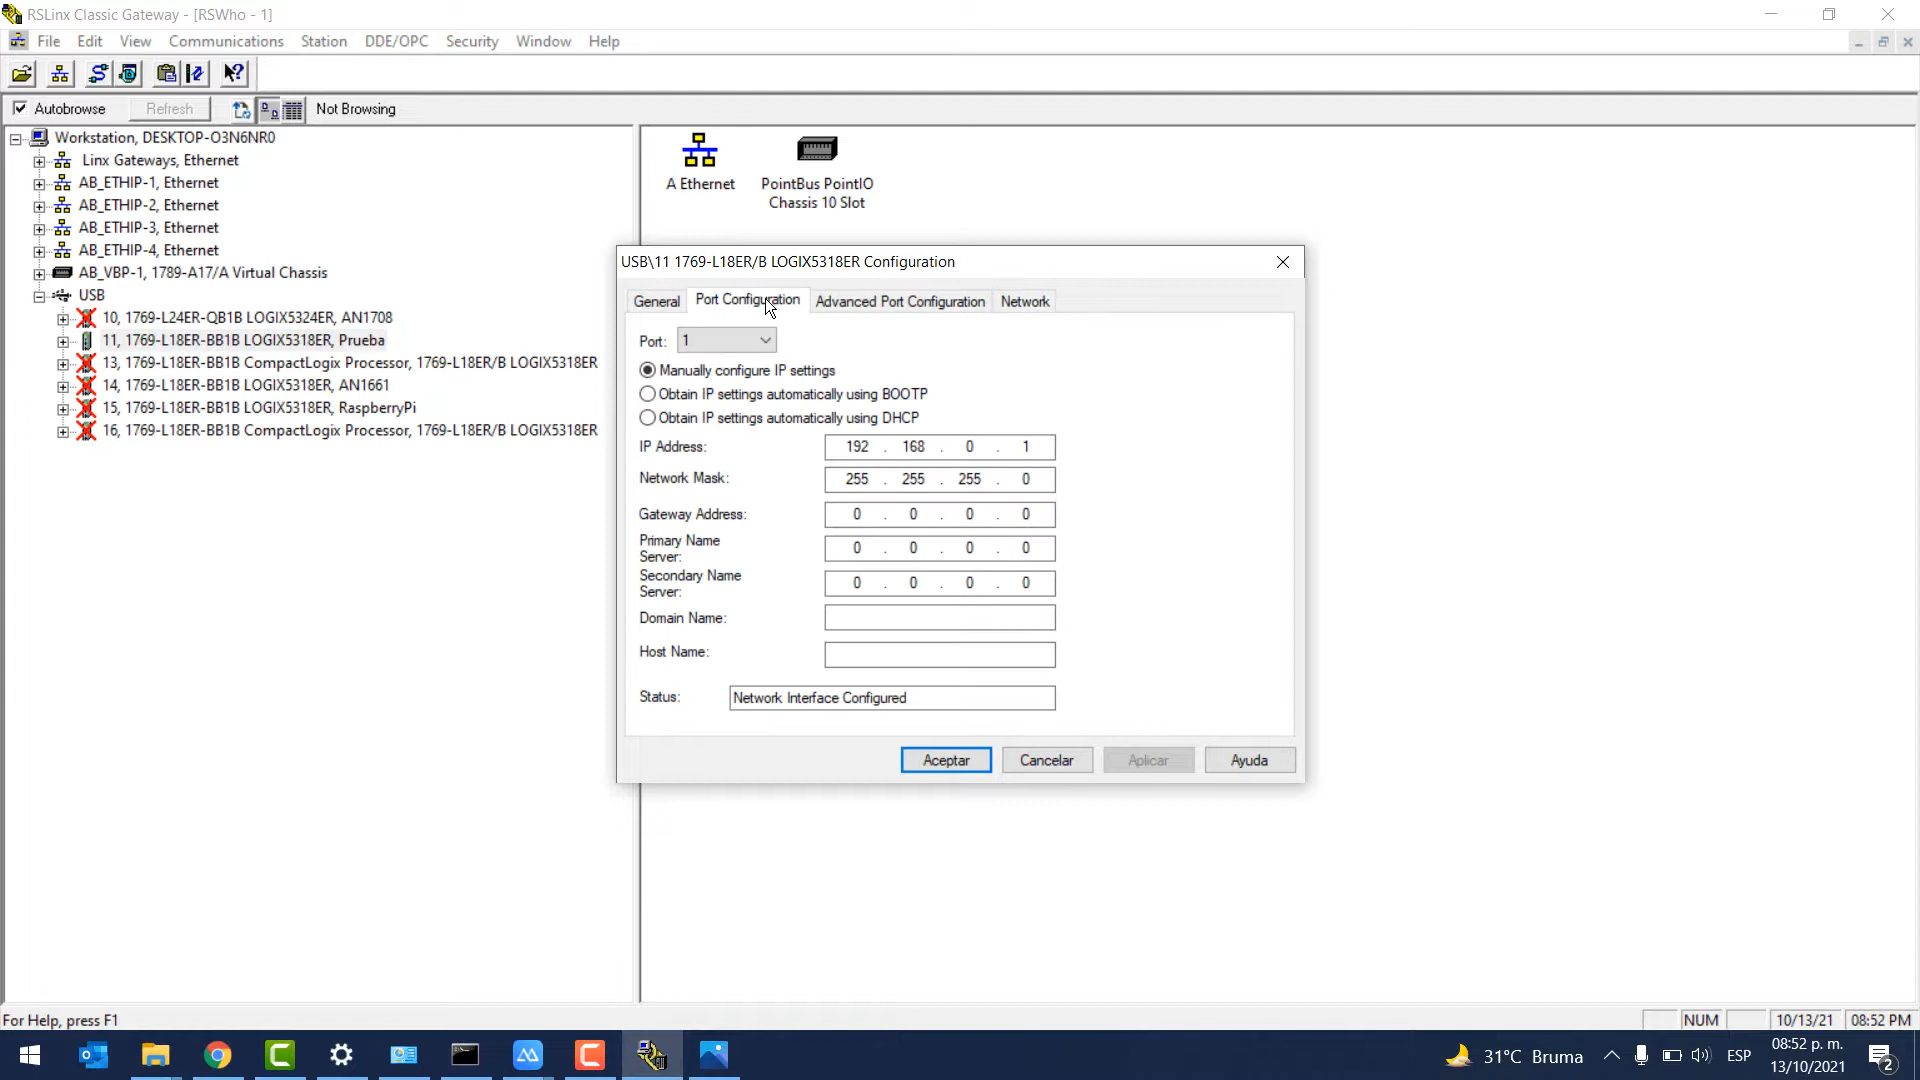 RSLinx Classic Gateway - [RSWho - 1]
File Edit View Communications Station DDE/OPC Security Window Help
Autobrowse Refresh Not Browsing
Workstation, DESKTOP-O3N6NR0
Linx Gateways, Ethernet
AB_ETHIP-1, Ethernet
AB_ETHIP-2, Ethernet
AB_ETHIP-3, Ethernet
AB_ETHIP-4, Ethernet
AB_VBP-1, 1789-A17/A Virtual Chassis
USB
10, 1769-L24ER-QB1B LOGIX5324ER, AN1708
11, 1769-L18ER-BB1B LOGIX5318ER, Prueba
13, 1769-L18ER-BB1B CompactLogix Processor, 1769-L18ER/B LOGIX5318ER
14, 1769-L18ER-BB1B LOGIX5318ER, AN1661
15, 1769-L18ER-BB1B LOGIX5318ER, RaspberryPi
16, 1769-L18ER-BB1B CompactLogix Processor, 1769-L18ER/B LOGIX5318ER
A Ethernet
PointBus PointIO
Chassis 10 Slot
USB\11 1769-L18ER/B LOGIX5318ER Configuration
General Port Configuration Advanced Port Configuration Network
Port: 1
Manually configure IP settings
Obtain IP settings automatically using BOOTP
Obtain IP settings automatically using DHCP
IP Address: 192 . 168 . 0 . 1
Network Mask: 255 . 255 . 255 . 0
Gateway Address: 0 . 0 . 0 . 0
Primary Name
Server: 0 . 0 . 0 . 0
Secondary Name
Server: 0 . 0 . 0 . 0
Domain Name:
Host Name:
Status: Network Interface Configured
Aceptar Cancelar Aplicar Ayuda
For Help, press F1
NUM 10/13/21 08:52 PM
31°C Bruma ESP
08:52 p. m.
13/10/2021
2